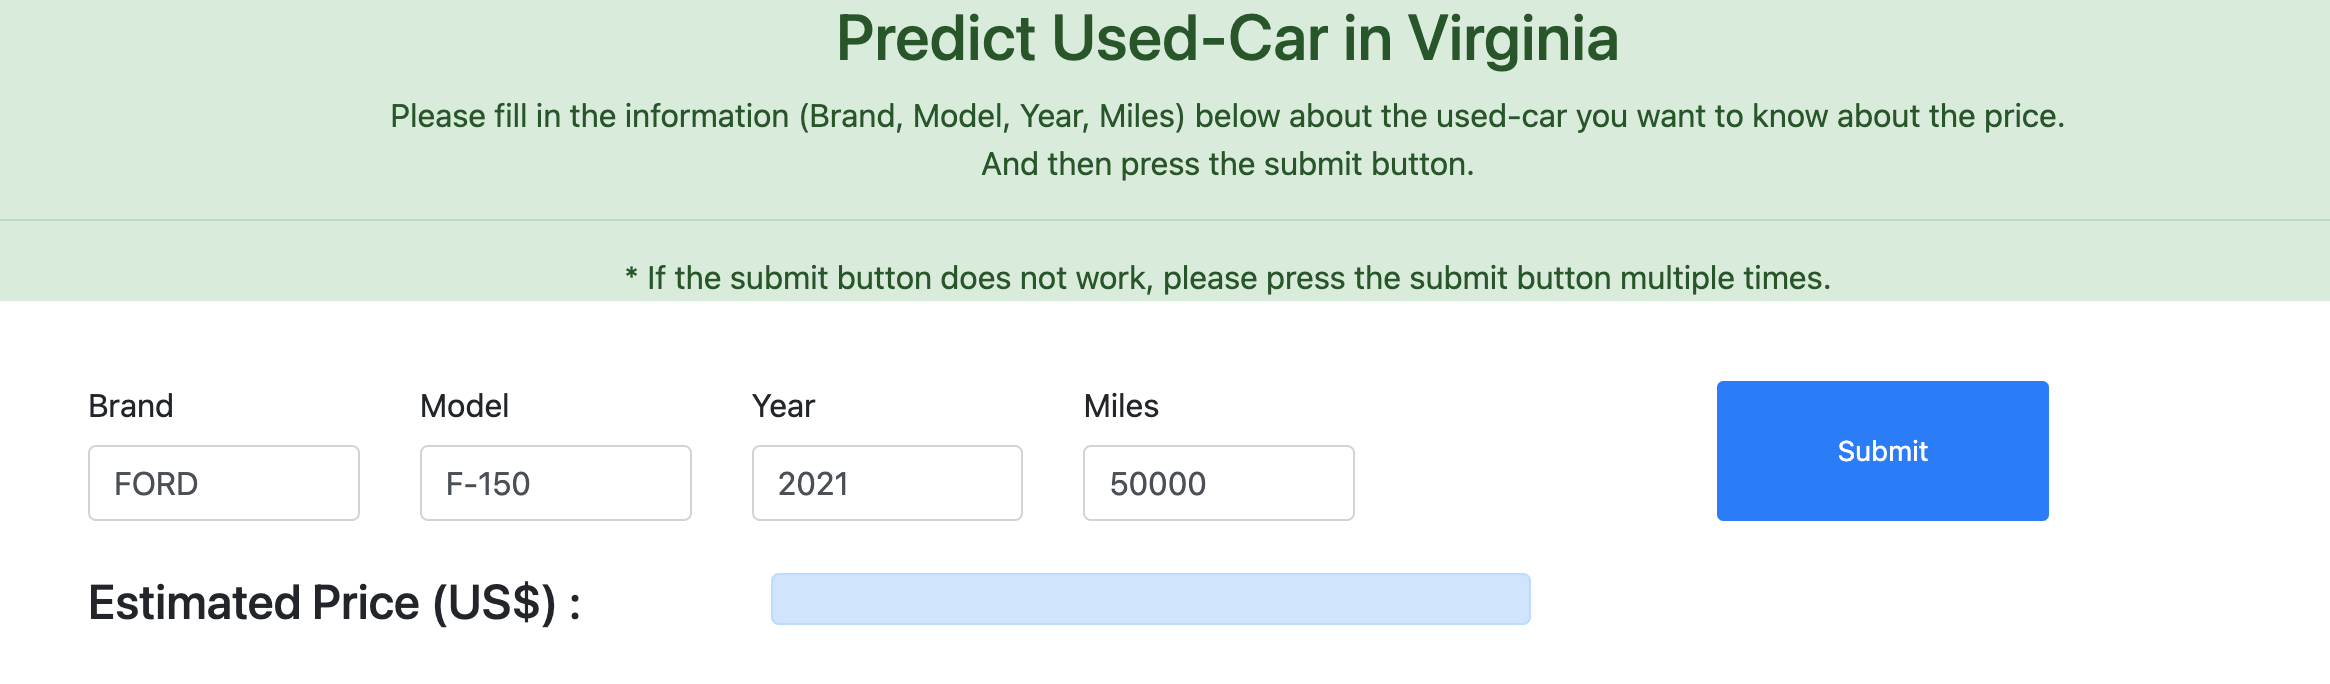 Predict Used-Car in Virginia
Please fill in the information (Brand, Model, Year, Miles) below about the used-car you want to know about the price.
And then press the submit button.
* If the submit button does not work, please press the submit button multiple times.
Brand Model Year Miles
FORD F-150 2021 50000 Submit
Estimated Price (US$) :